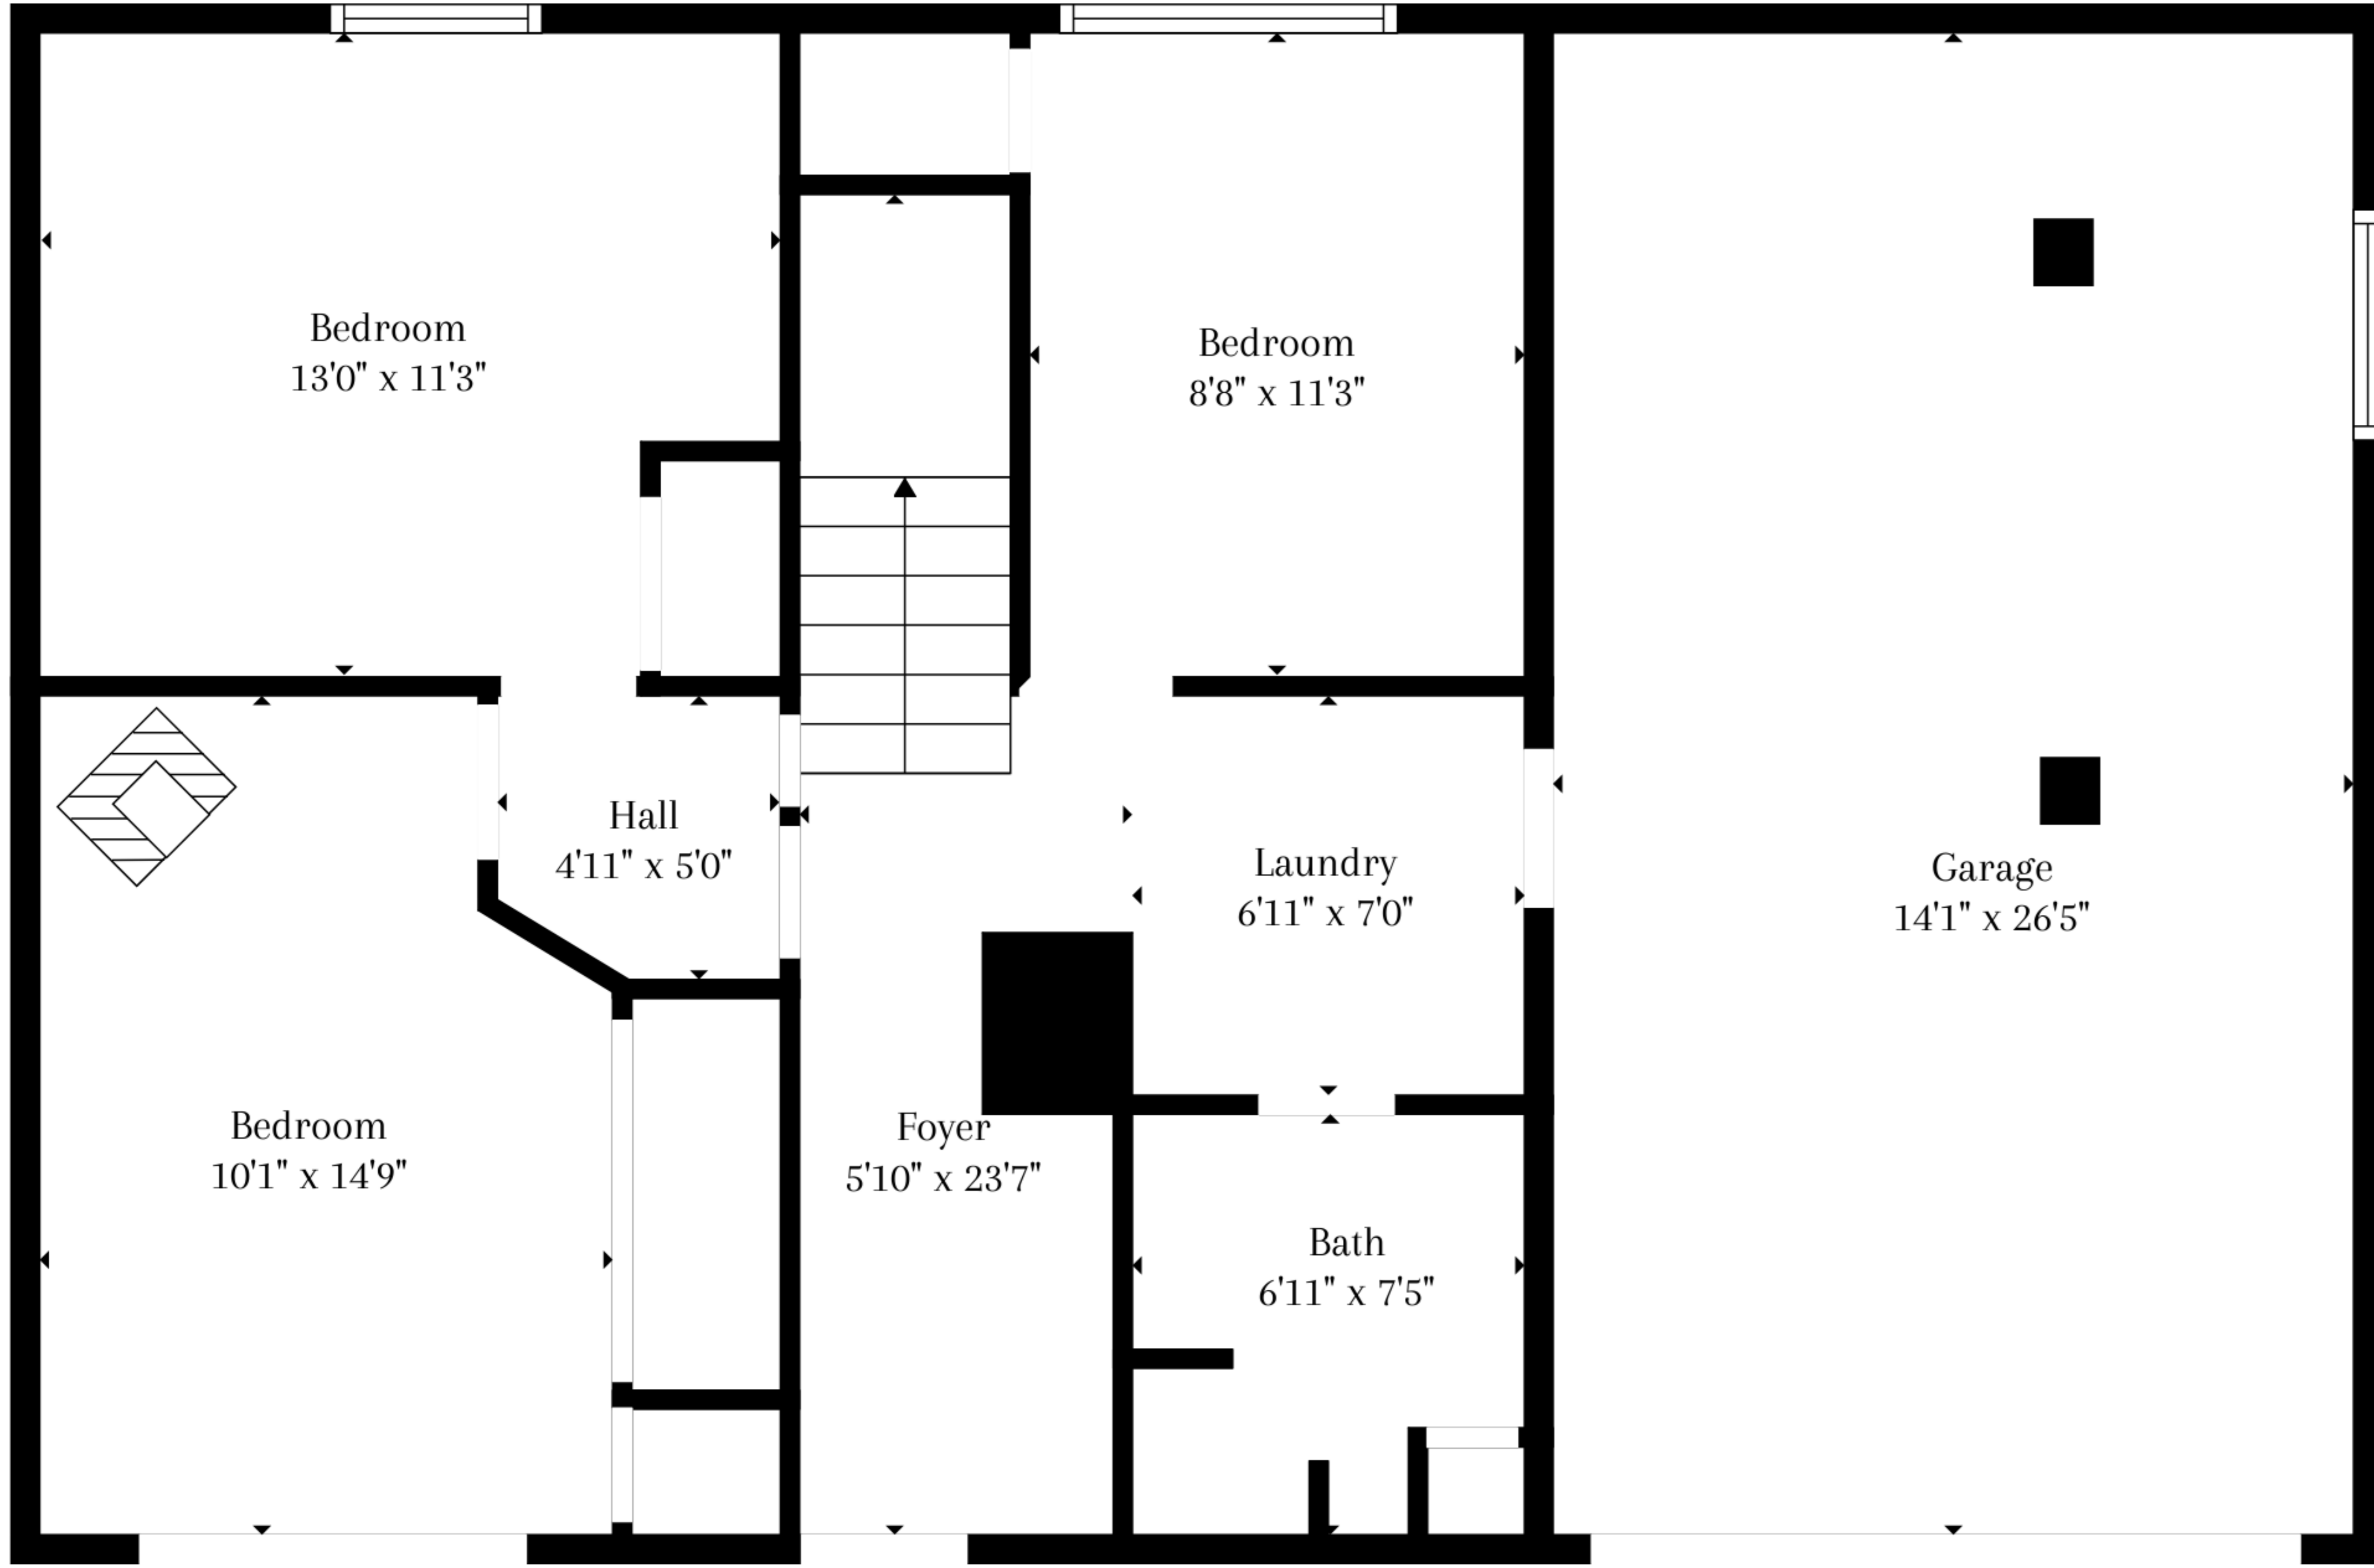 Bedroom
13'0" x 11'3"
Bedroom
8'8" x 11'3"
Hall
4'11" x 5'0"
Laundry
6'11" x 7'0"
Garage
14'1" x 26'5"
Bedroom
10'1" x 14'9"
Foyer
5'10" x 23'7"
Bath
6'11" x 7'5"